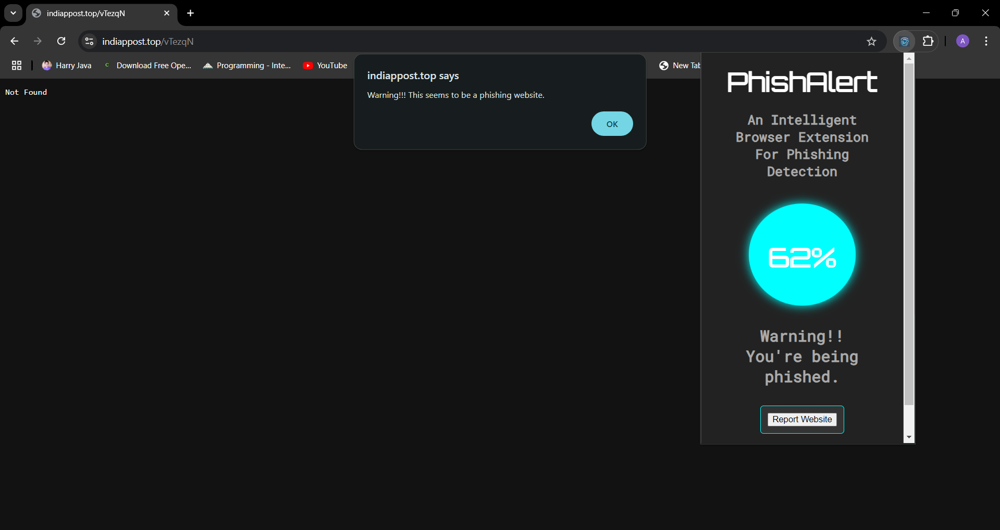 indiappost.top/vTezqN
indiappost.top/vTezqN
A
Harry Java
C
Download Free Ope...
Programming - Inte...
YouTube
New Tab
Not Found
indiappost.top says
Warning!!! This seems to be a phishing website.
OK
PhishAlert
An Intelligent
Browser Extension
For Phishing
Detection
62%
Warning!!
You're being
phished.
Report Website